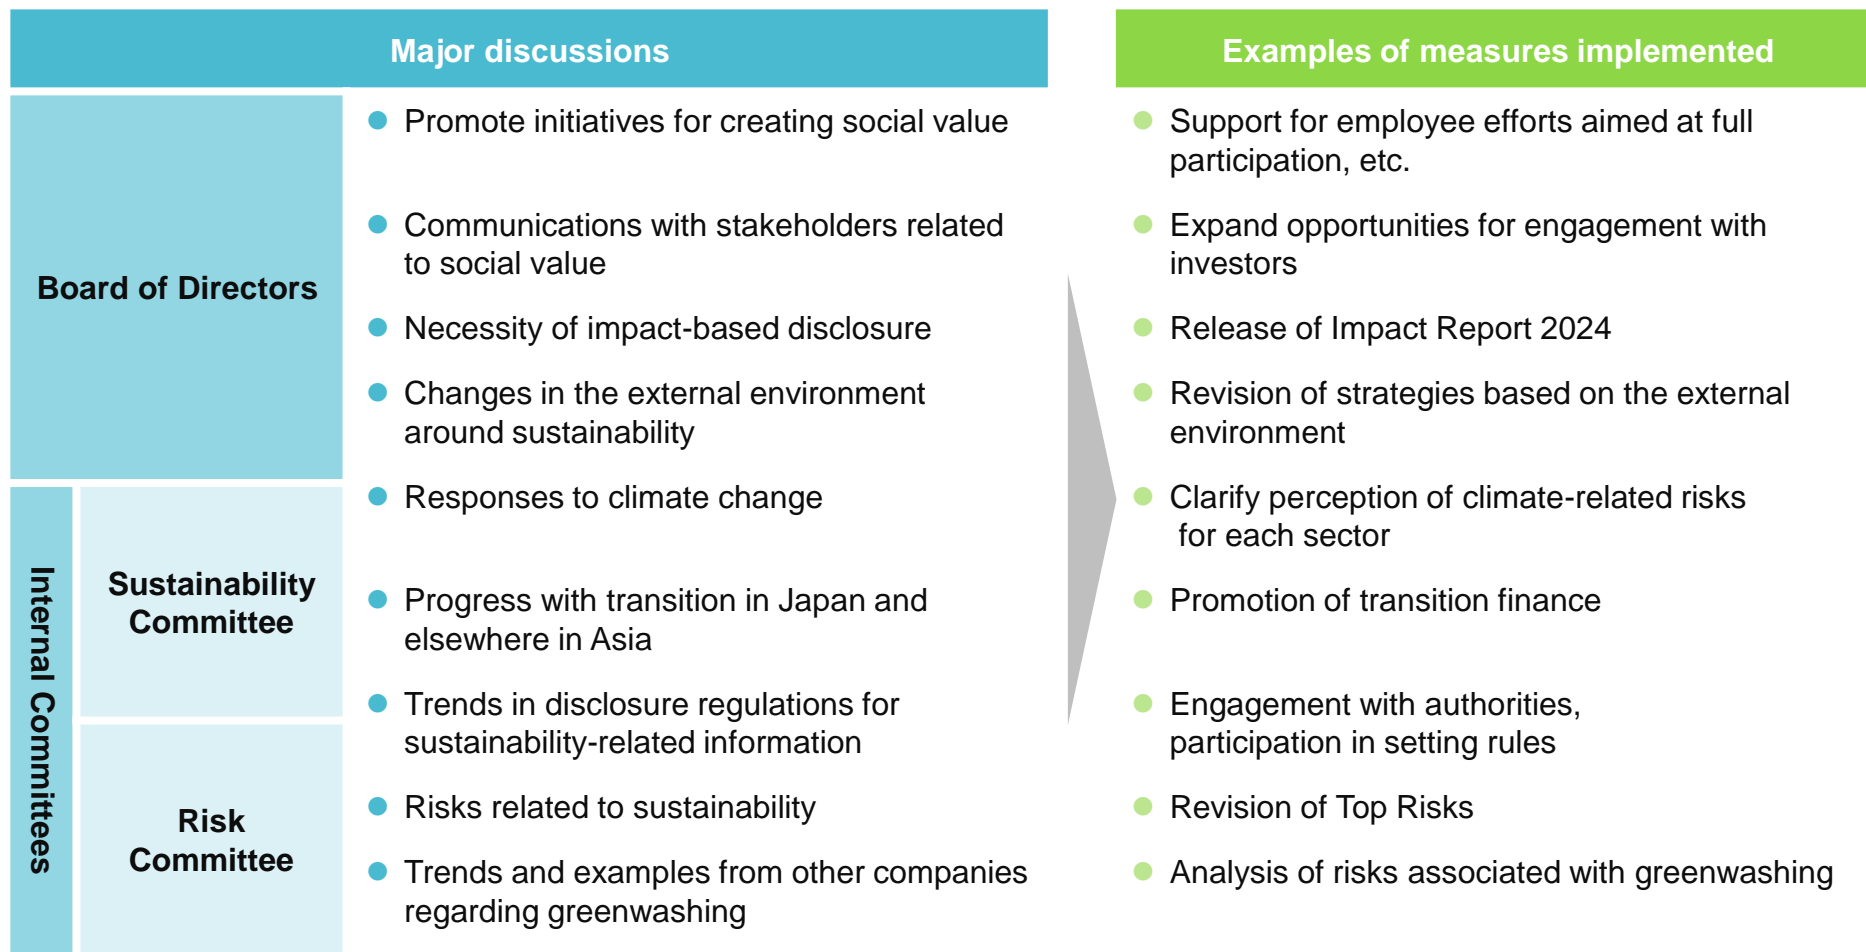 Major discussions
Examples of measures implemented
Board of Directors
Promote initiatives for creating social value
Communications with stakeholders related
to social value
Necessity of impact-based disclosure
Changes in the external environment
around sustainability
Internal Committees
Sustainability
Committee
Risk
Committee
Responses to climate change
Progress with transition in Japan and
elsewhere in Asia
Trends in disclosure regulations for
sustainability-related information
Risks related to sustainability
Trends and examples from other companies
regarding greenwashing
Support for employee efforts aimed at full
participation, etc.
Expand opportunities for engagement with
investors
Release of Impact Report 2024
Revision of strategies based on the external
environment
Clarify perception of climate-related risks
for each sector
Promotion of transition finance
Engagement with authorities,
participation in setting rules
Revision of Top Risks
Analysis of risks associated with greenwashing